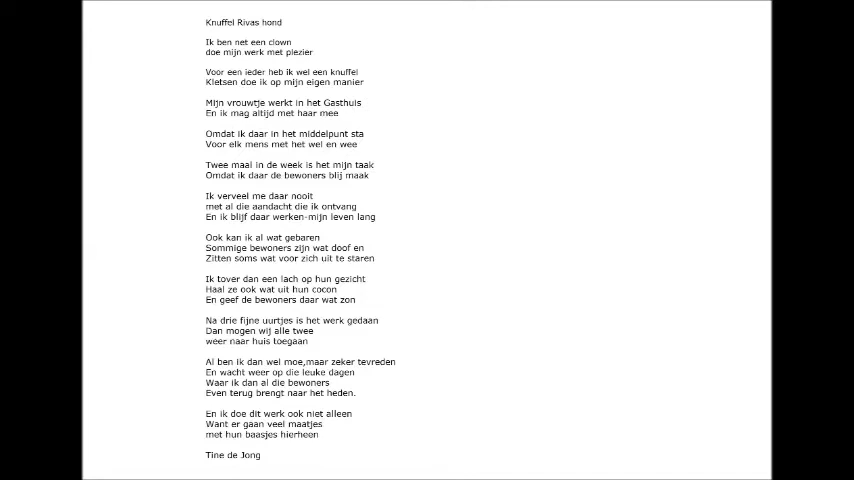 Knuffel Rivas hond
Ik ben net een clown
doe mijn werk met plezier
Voor een ieder heb ik wel een knuffel
Kletsen doe ik op mijn eigen manier
Mijn vrouwtje werkt in het Gasthuis
En ik mag altijd met haar mee
Omdat ik daar in het middelpunt sta
Voor elk mens met het wel en wee
Twee maal in de week is het mijn taak
Omdat ik daar de bewoners blij maak
Ik verveel me daar nooit
met al die aandacht die ik ontvang
En ik blijf daar werken-mijn leven lang
Ook kan ik al wat gebaren
Sommige bewoners zijn wat doof en
Zitten soms wat voor zich uit te staren
Ik tover dan een lach op hun gezicht
Haal ze ook wat uit hun cocon
En geef de bewoners daar wat zon
Na drie fijne uurtjes is het werk gedaan
Dan mogen wij alle twee
weer naar huis toegaan
Al ben ik dan wel moe,maar zeker tevreden
En wacht weer op die leuke dagen
Waar ik dan al die bewoners
Even terug brengt naar het heden.
En ik doe dit werk ook niet alleen
Want er gaan veel maatjes
met hun baasjes hierheen
Tine de Jong